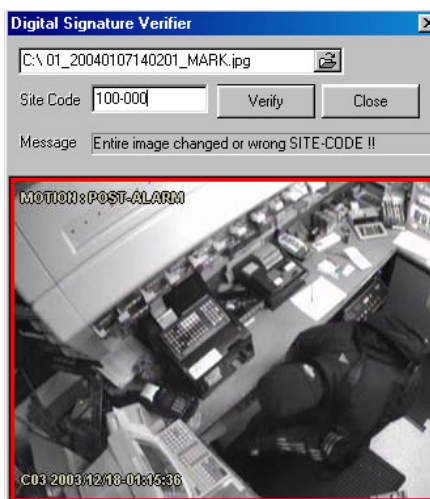 Digital Signature Verifier
C:\ 01_20040107140201_MARK.jpg
Site Code 100-000 Verify Close
Message Entire image changed or wrong SITE-CODE !!
MOTION : POST-ALARM
C03 2003/12/18-01:15:36